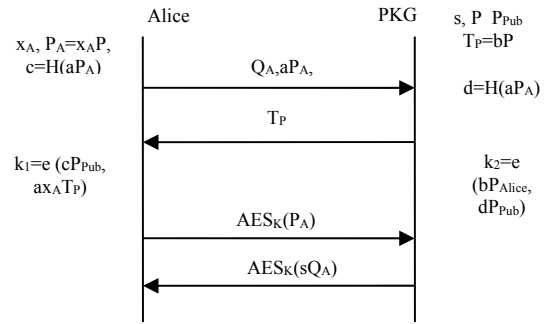 Alice
PKG
x_A, P_A=x_AP,
c=H(aP_A)
s, P P_Pub
T_P=bP
Q_A,aP_A,
d=H(aP_A)
T_P
k_1=e (cP_Pub,
ax_AT_P)
k_2=e
(bP_Alice,
dP_Pub)
AES_K(P_A)
AES_K(sQ_A)